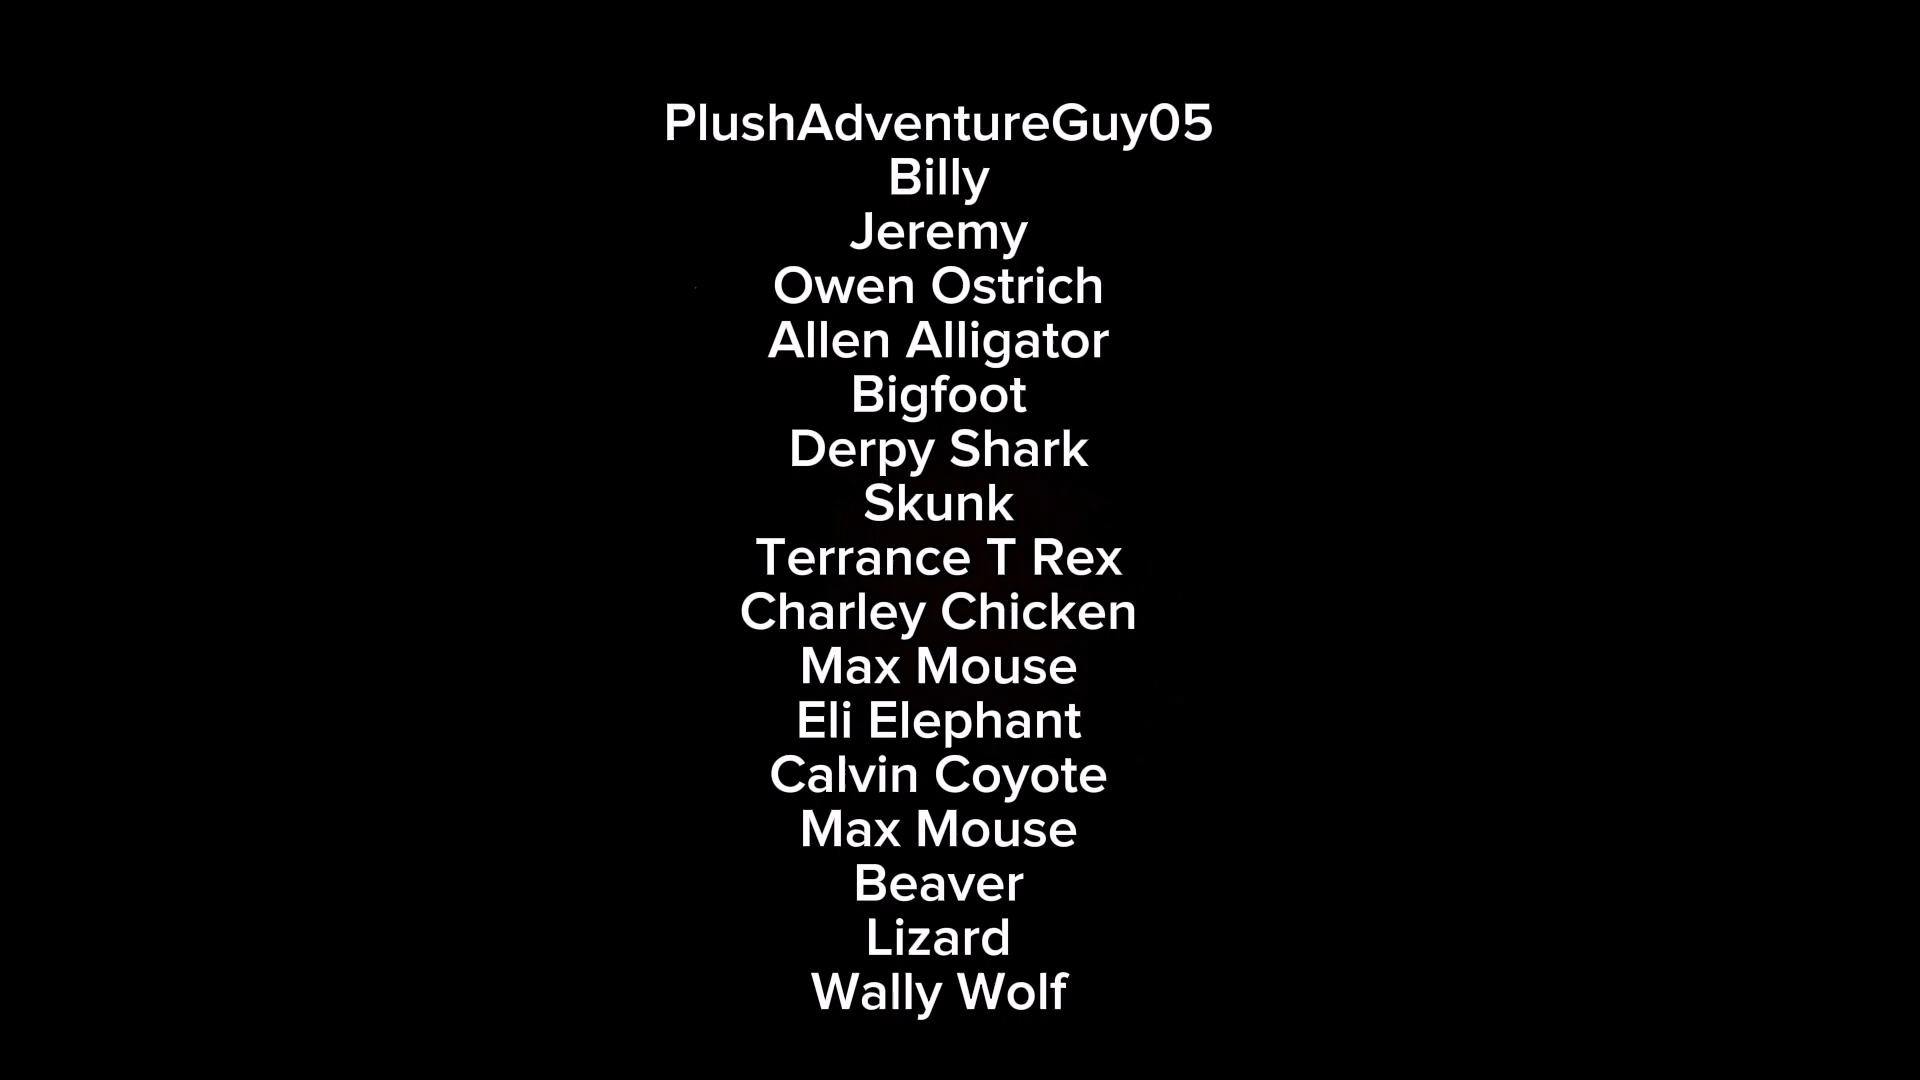 PlushAdventureGuy05
Billy
Jeremy
Owen Ostrich
Allen Alligator
Bigfoot
Derpy Shark
Skunk
Terrance T Rex
Charley Chicken
Max Mouse
Eli Elephant
Calvin Coyote
Max Mouse
Beaver
Lizard
Wally Wolf